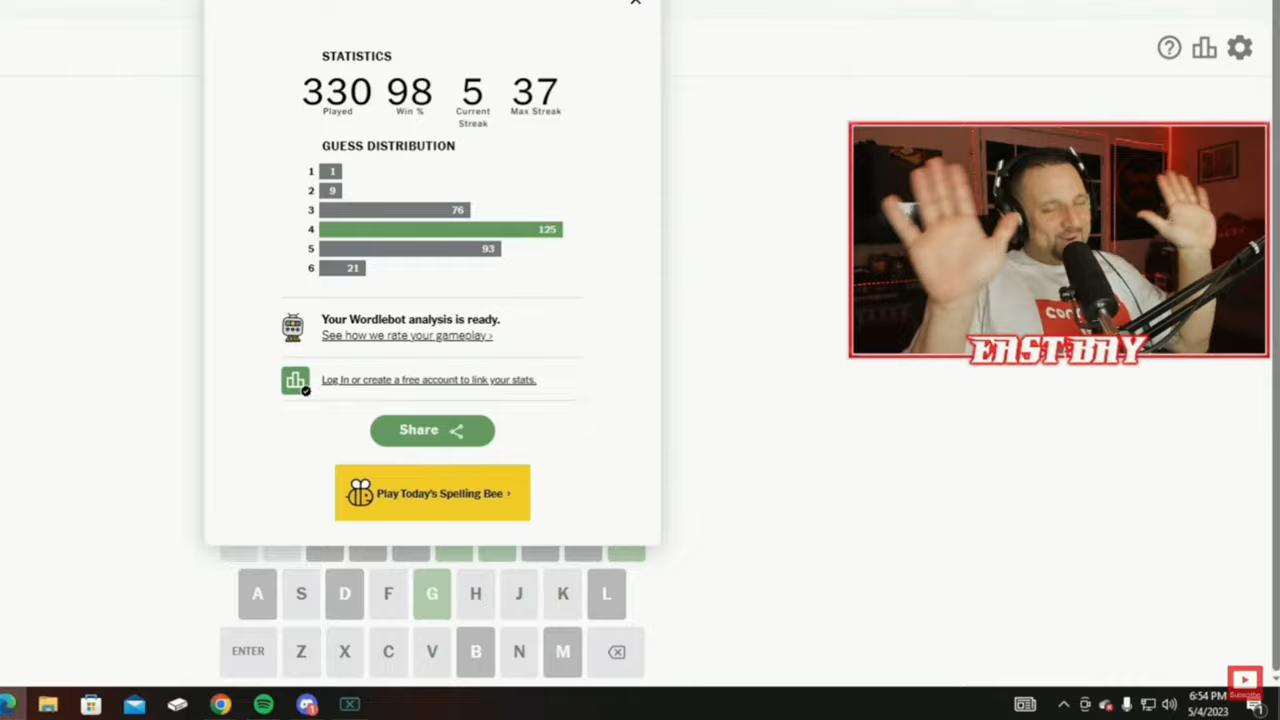 STATISTICS
330 98 5 37
Played Win % Current Streak Max Streak
GUESS DISTRIBUTION
1 1
2 9
3 76
4 125
5 93
6 21
Your Wordlebot analysis is ready.
See how we rate your gameplay ›
Log In or create a free account to link your stats.
Share
Play Today's Spelling Bee ›
A S D F G H J K L
ENTER Z X C V B N M
EAST BAY
Subscribe
6:54 PM
5/4/2023
1